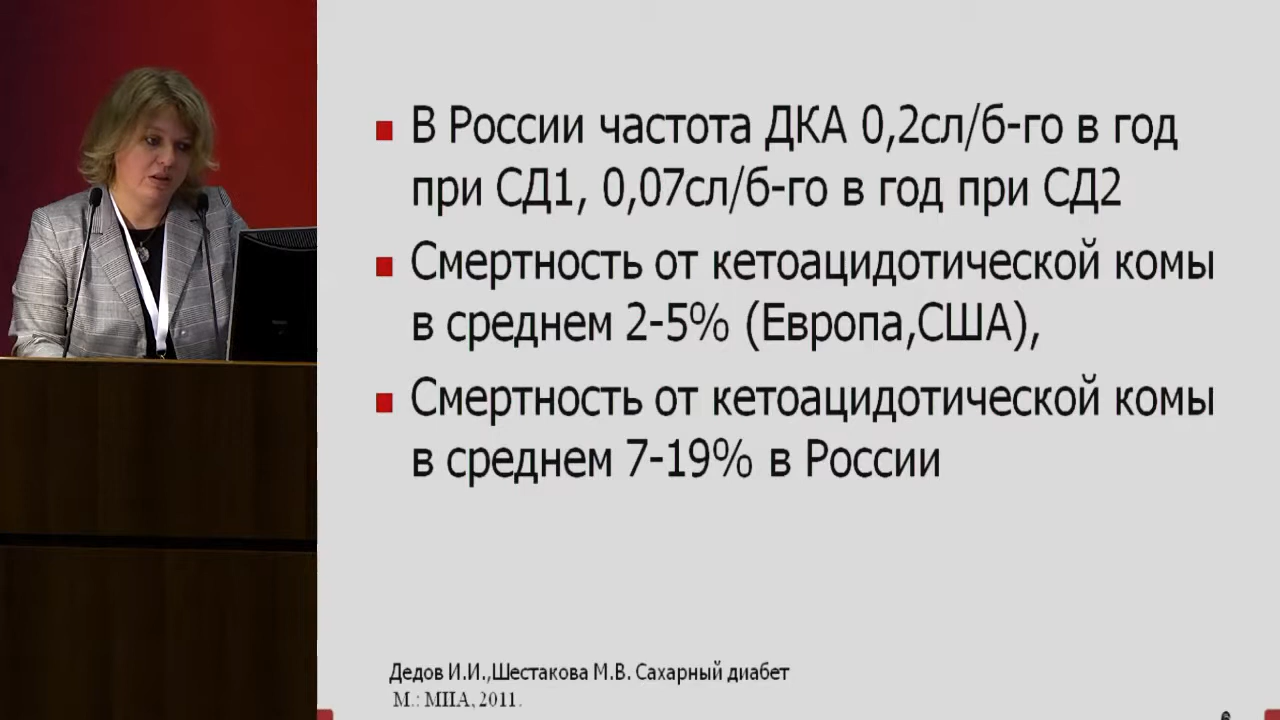 В России частота ДКА 0,2сл/б-го в год
при СД1, 0,07сл/б-го в год при СД2
Смертность от кетоацидотической комы
в среднем 2-5% (Европа,США),
Смертность от кетоацидотической комы
в среднем 7-19% в России
Дедов И.И.,Шестакова М.В. Сахарный диабет
М.: МИА, 2011.